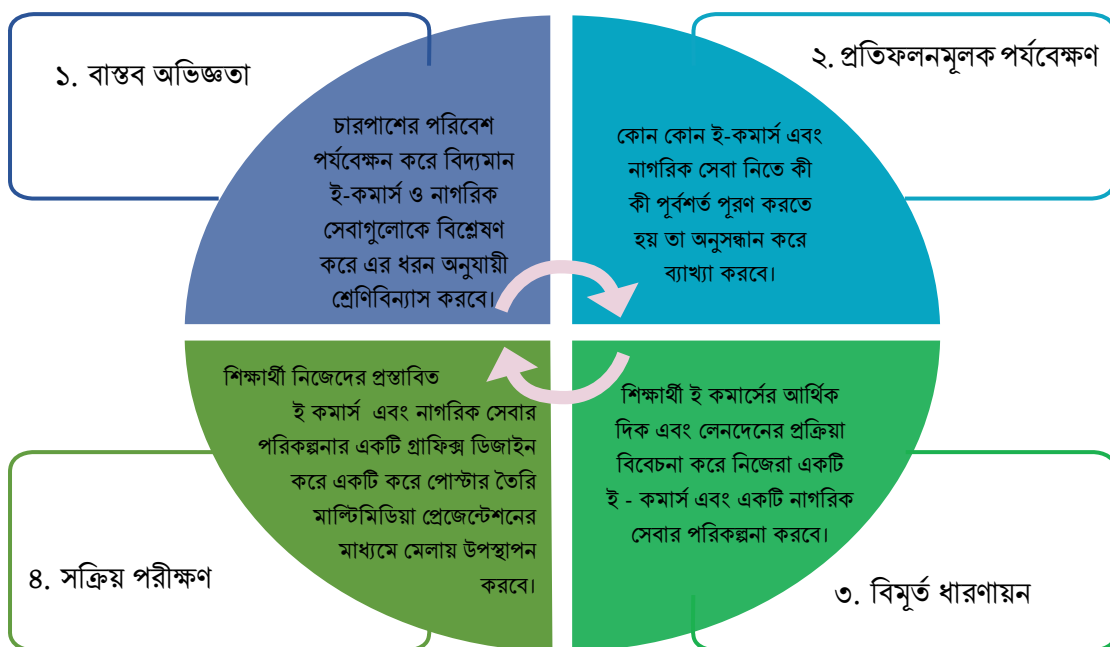 ১. বাস্তব অভিজ্ঞতা
চারপাশের পরিবেশ
পর্যবেক্ষন করে বিদ্যমান
ই-কমার্স ও নাগরিক
সেবাগুলোকে বিশ্লেষণ
করে এর ধরন অনুযায়ী
শ্রেণিবিন্যাস করবে।
২. প্রতিফলনমূলক পর্যবেক্ষণ
কোন কোন ই-কমার্স এবং
নাগরিক সেবা নিতে কী
কী পূর্বশর্ত পূরণ করতে
হয় তা অনুসন্ধান করে
ব্যাখ্যা করবে।
শিক্ষার্থী ই কমার্সের আর্থিক
দিক এবং লেনদেনের প্রক্রিয়া
বিবেচনা করে নিজেরা একটি
ই - কমার্স এবং একটি নাগরিক
সেবার পরিকল্পনা করবে।
৩. বিমূর্ত ধারণায়ন
শিক্ষার্থী নিজেদের প্রস্তাবিত
ই কমার্স এবং নাগরিক সেবার
পরিকল্পনার একটি গ্রাফিক্স ডিজাইন
করে একটি করে পোস্টার তৈরি
মাল্টিমিডিয়া প্রেজেন্টেশনের
মাধ্যমে মেলায় উপস্থাপন
করবে।
৪. সক্রিয় পরীক্ষণ